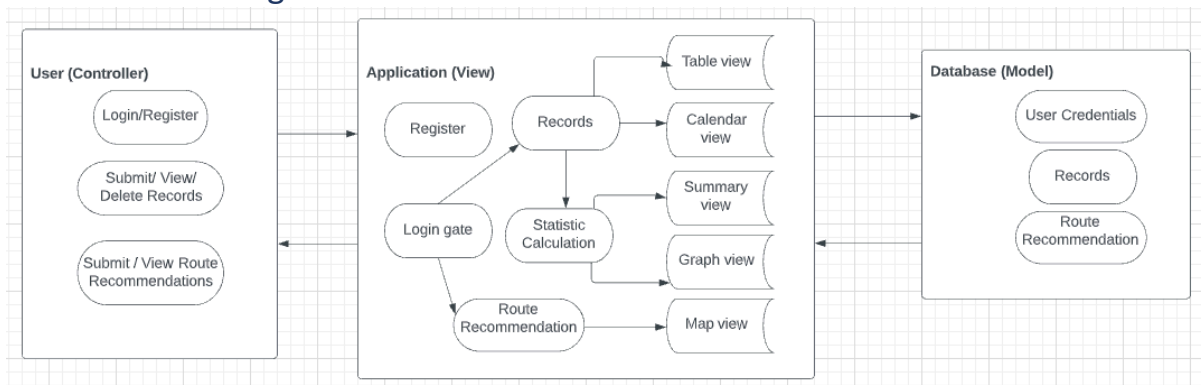 User (Controller)
Login/Register
Submit/ View/
Delete Records
Submit / View Route
Recommendations
Application (View)
Register
Login gate
Records
Statistic
Calculation
Route
Recommendation
Table view
Calendar
view
Summary
view
Graph view
Map view
Database (Model)
User Credentials
Records
Route
Recommendation